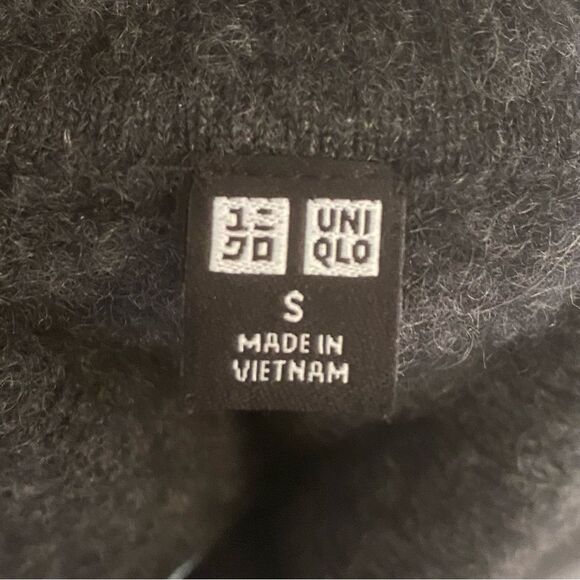 ユニ UNI
クロ QLO
S
MADE IN
VIETNAM